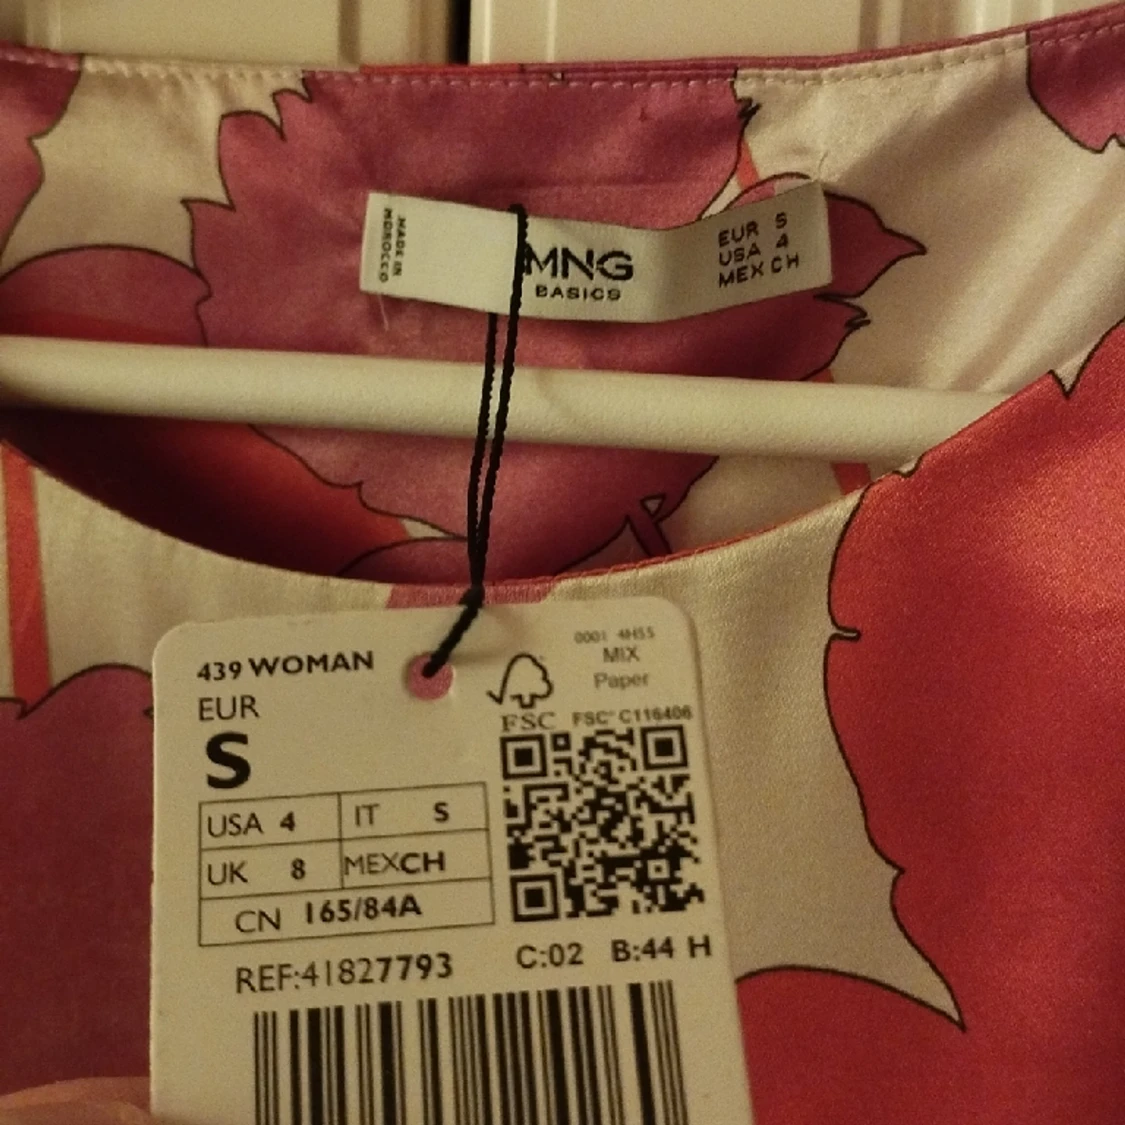 MADE IN
MOROCCO
MNG
BASICS
EUR S
USA 4
MEX CH
439 WOMAN
EUR
S
0001 4H55
MIX
Paper
FSC
FSC® C116406
USA 4 IT S
UK 8 MEX CH
CN 165/84A
REF:41827793 C:02 B:44 H